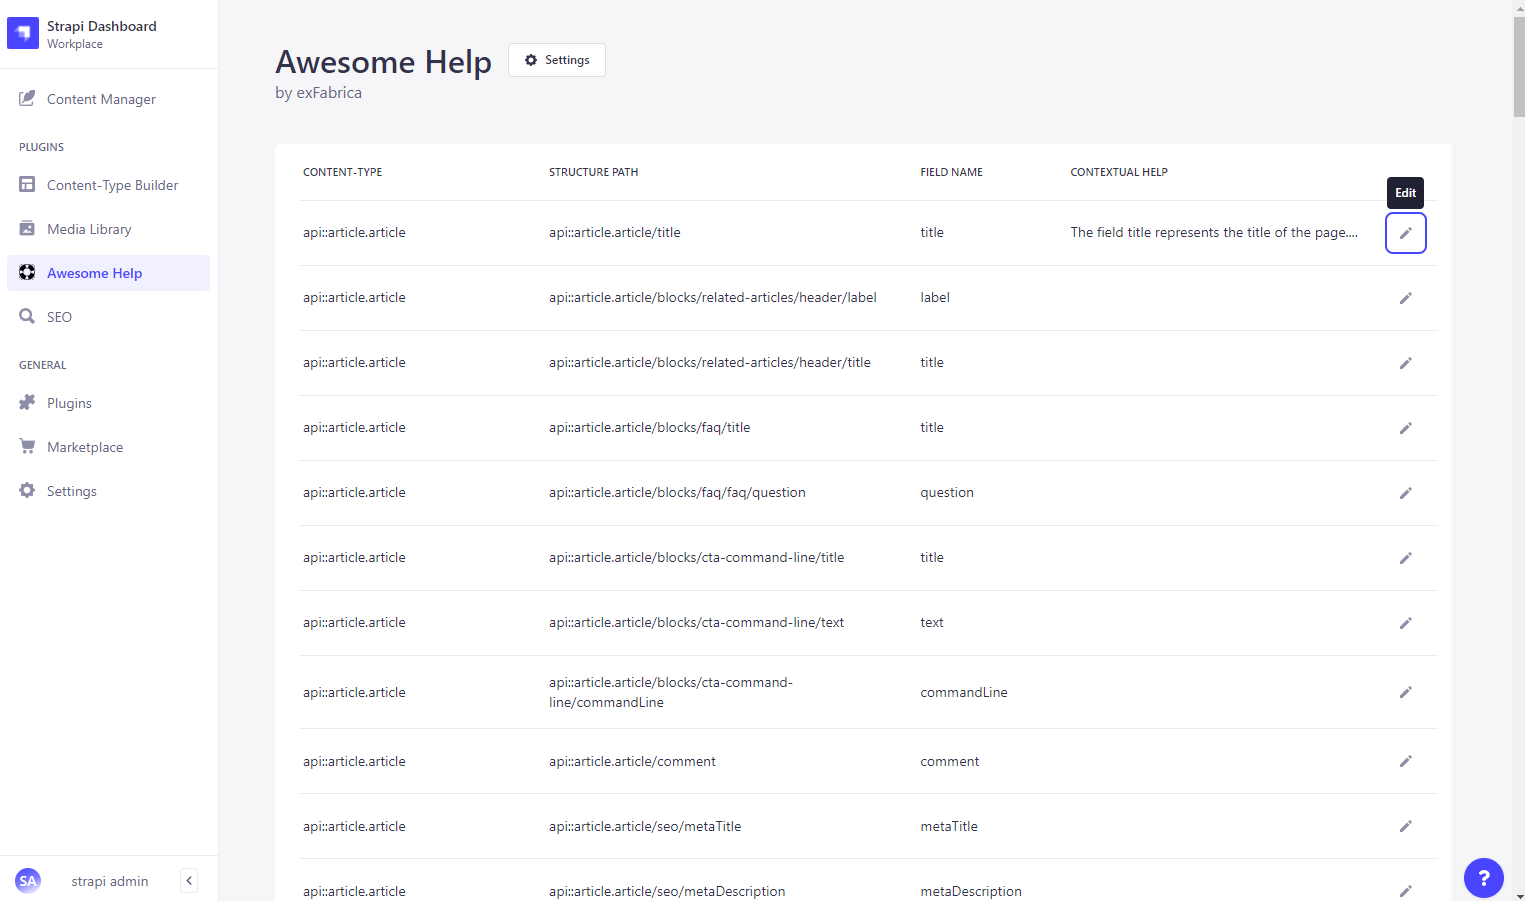 Strapi Dashboard
Workplace
Content Manager
PLUGINS
Content-Type Builder
Media Library
Awesome Help
SEO
GENERAL
Plugins
Marketplace
Settings
SA strapi admin
Awesome Help
Settings
by exFabrica
CONTENT-TYPE STRUCTURE PATH FIELD NAME CONTEXTUAL HELP
Edit
api::article.article api::article.article/title title The field title represents the title of the page....
api::article.article api::article.article/blocks/related-articles/header/label label
api::article.article api::article.article/blocks/related-articles/header/title title
api::article.article api::article.article/blocks/faq/title title
api::article.article api::article.article/blocks/faq/faq/question question
api::article.article api::article.article/blocks/cta-command-line/title title
api::article.article api::article.article/blocks/cta-command-line/text text
api::article.article api::article.article/blocks/cta-command-
line/commandLine commandLine
api::article.article api::article.article/comment comment
api::article.article api::article.article/seo/metaTitle metaTitle
api::article.article api::article.article/seo/metaDescription metaDescription
?